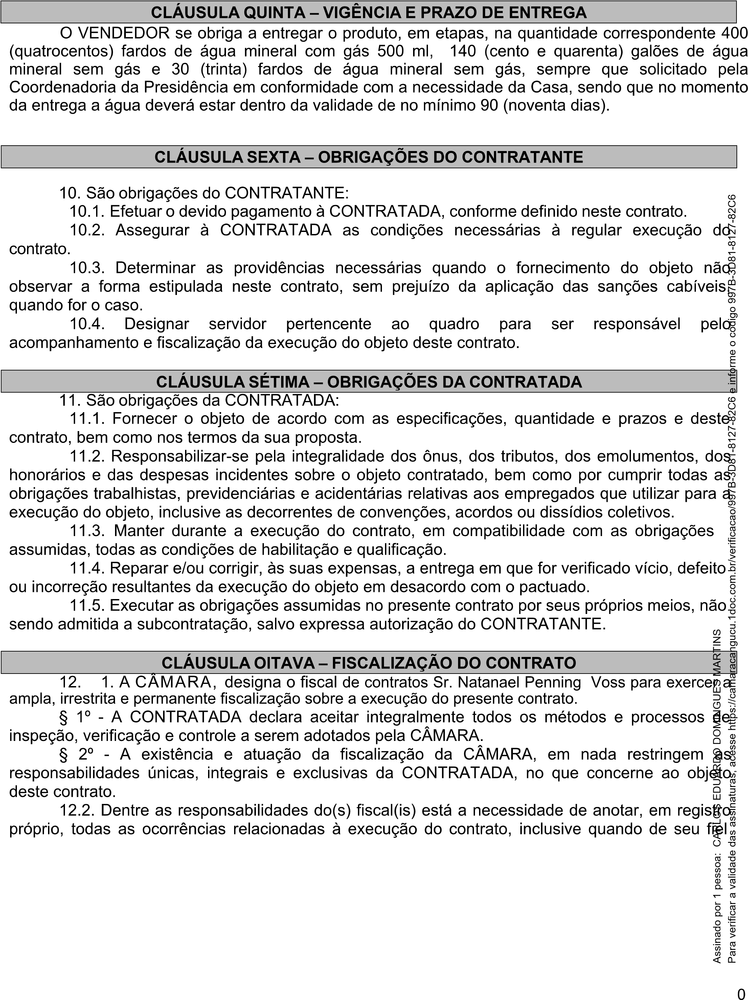 CLÁUSULA QUINTA – VIGÊNCIA E PRAZO DE ENTREGA
O VENDEDOR se obriga a entregar o produto, em etapas, na quantidade correspondente 400
(quatrocentos) fardos de água mineral com gás 500 ml, 140 (cento e quarenta) galões de água
mineral sem gás e 30 (trinta) fardos de água mineral sem gás, sempre que solicitado pela
Coordenadoria da Presidência em conformidade com a necessidade da Casa, sendo que no momento
da entrega a água deverá estar dentro da validade de no mínimo 90 (noventa dias).
CLÁUSULA SEXTA – OBRIGAÇÕES DO CONTRATANTE
10. São obrigações do CONTRATANTE:
10.1. Efetuar o devido pagamento à CONTRATADA, conforme definido neste contrato.
10.2. Assegurar à CONTRATADA as condições necessárias à regular execução do
contrato.
10.3. Determinar as providências necessárias quando o fornecimento do objeto não
observar a forma estipulada neste contrato, sem prejuízo da aplicação das sanções cabíveis,
quando for o caso.
10.4. Designar servidor pertencente ao quadro para ser responsável pelo
acompanhamento e fiscalização da execução do objeto deste contrato.
CLÁUSULA SÉTIMA – OBRIGAÇÕES DA CONTRATADA
11. São obrigações da CONTRATADA:
11.1. Fornecer o objeto de acordo com as especificações, quantidade e prazos e deste
contrato, bem como nos termos da sua proposta.
11.2. Responsabilizar-se pela integralidade dos ônus, dos tributos, dos emolumentos, dos
honorários e das despesas incidentes sobre o objeto contratado, bem como por cumprir todas as
obrigações trabalhistas, previdenciárias e acidentárias relativas aos empregados que utilizar para a
execução do objeto, inclusive as decorrentes de convenções, acordos ou dissídios coletivos.
11.3. Manter durante a execução do contrato, em compatibilidade com as obrigações
assumidas, todas as condições de habilitação e qualificação.
11.4. Reparar e/ou corrigir, às suas expensas, a entrega em que for verificado vício, defeito
ou incorreção resultantes da execução do objeto em desacordo com o pactuado.
11.5. Executar as obrigações assumidas no presente contrato por seus próprios meios, não
sendo admitida a subcontratação, salvo expressa autorização do CONTRATANTE.
CLÁUSULA OITAVA – FISCALIZAÇÃO DO CONTRATO
12. 1. A CÂMARA, designa o fiscal de contratos Sr. Natanael Penning Voss para exercer a
ampla, irrestrita e permanente fiscalização sobre a execução do presente contrato.
§ 1º - A CONTRATADA declara aceitar integralmente todos os métodos e processos de
inspeção, verificação e controle a serem adotados pela CÂMARA.
§ 2º - A existência e atuação da fiscalização da CÂMARA, em nada restringem as
responsabilidades únicas, integrais e exclusivas da CONTRATADA, no que concerne ao objeto
deste contrato.
12.2. Dentre as responsabilidades do(s) fiscal(is) está a necessidade de anotar, em registro
próprio, todas as ocorrências relacionadas à execução do contrato, inclusive quando de seu fiel
Assinado por 1 pessoa: CARLOS EDUARDO DOMINGUES MARTINS
Para verificar a validade das assinaturas, acesse https://camaracangucu.1doc.com.br/verificacao/997B-3D81-8127-82C6 e informe o código 997B-3D81-8127-82C6
0